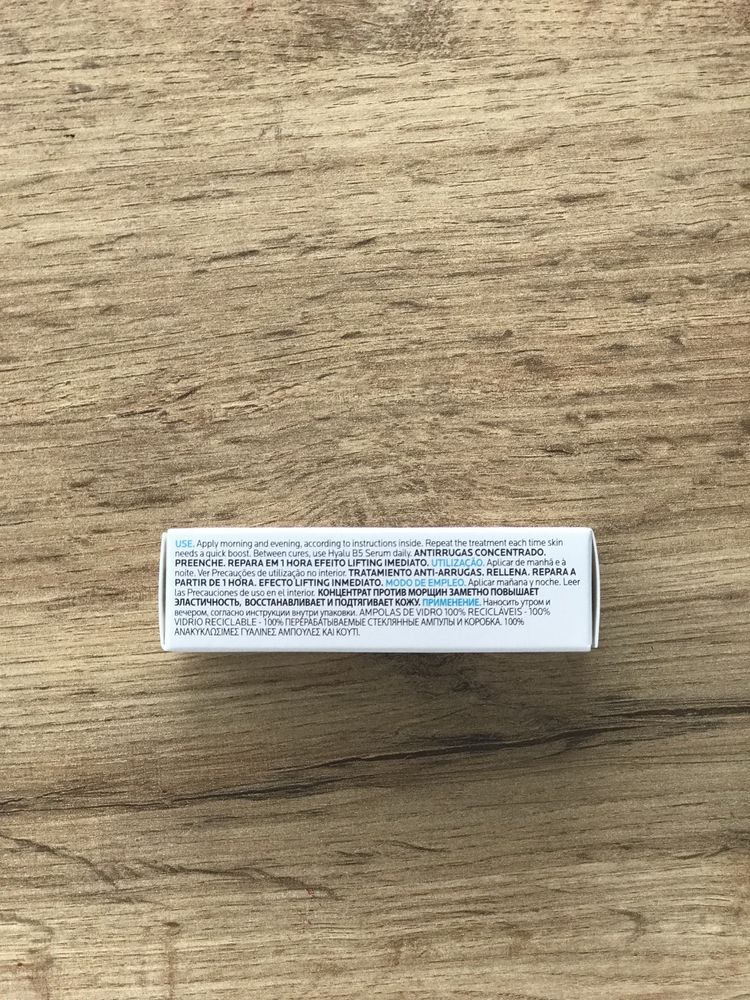 USE. Apply morning and evening, according to instructions inside. Repeat the treatment each time skin
needs a quick boost. Between cures, use Hyalu B5 Serum daily. ANTIRRUGAS CONCENTRADO.
PREENCHE. REPARA EM 1 HORA EFEITO LIFTING IMEDIATO. UTILIZAÇÃO. Aplicar de manhã e à
noite. Ver Precauções de utilização no interior. TRATAMIENTO ANTI-ARRUGAS. RELLENA. REPARA A
PARTIR DE 1 HORA. EFECTO LIFTING INMEDIATO. MODO DE EMPLEO. Aplicar mañana y noche. Leer
las Precauciones de uso en el interior. КОНЦЕНТРАТ ПРОТИВ МОРЩИН ЗАМЕТНО ПОВЫШАЕТ
ЭЛАСТИЧНОСТЬ, ВОССТАНАВЛИВАЕТ И ПОДТЯГИВАЕТ КОЖУ. ПРИМЕНЕНИЕ. Наносить утром и
вечером, согласно инструкции внутри упаковки. AMPOLAS DE VIDRO 100% RECICLÁVEIS - 100%
VIDRIO RECICLABLE - 100% ПЕРЕРАБАТЫВАЕМЫЕ СТЕКЛЯННЫЕ АМПУЛЫ И КОРОБКА. 100%
ΑΝΑΚΥΚΛΩΣΙΜΕΣ ΓΥΑΛΙΝΕΣ ΑΜΠΟΥΛΕΣ ΚΑΙ ΚΟΥΤΙ.